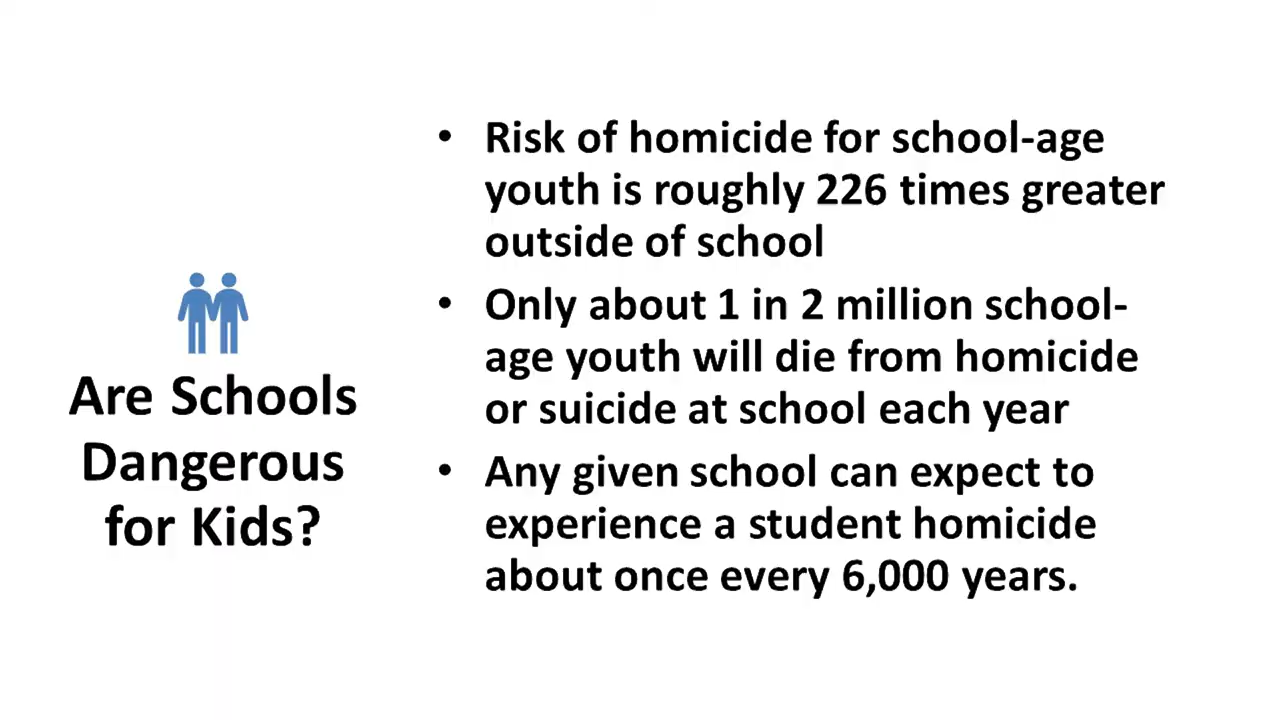 Are Schools
Dangerous
for Kids?
• Risk of homicide for school-age
youth is roughly 226 times greater
outside of school
• Only about 1 in 2 million school-
age youth will die from homicide
or suicide at school each year
• Any given school can expect to
experience a student homicide
about once every 6,000 years.